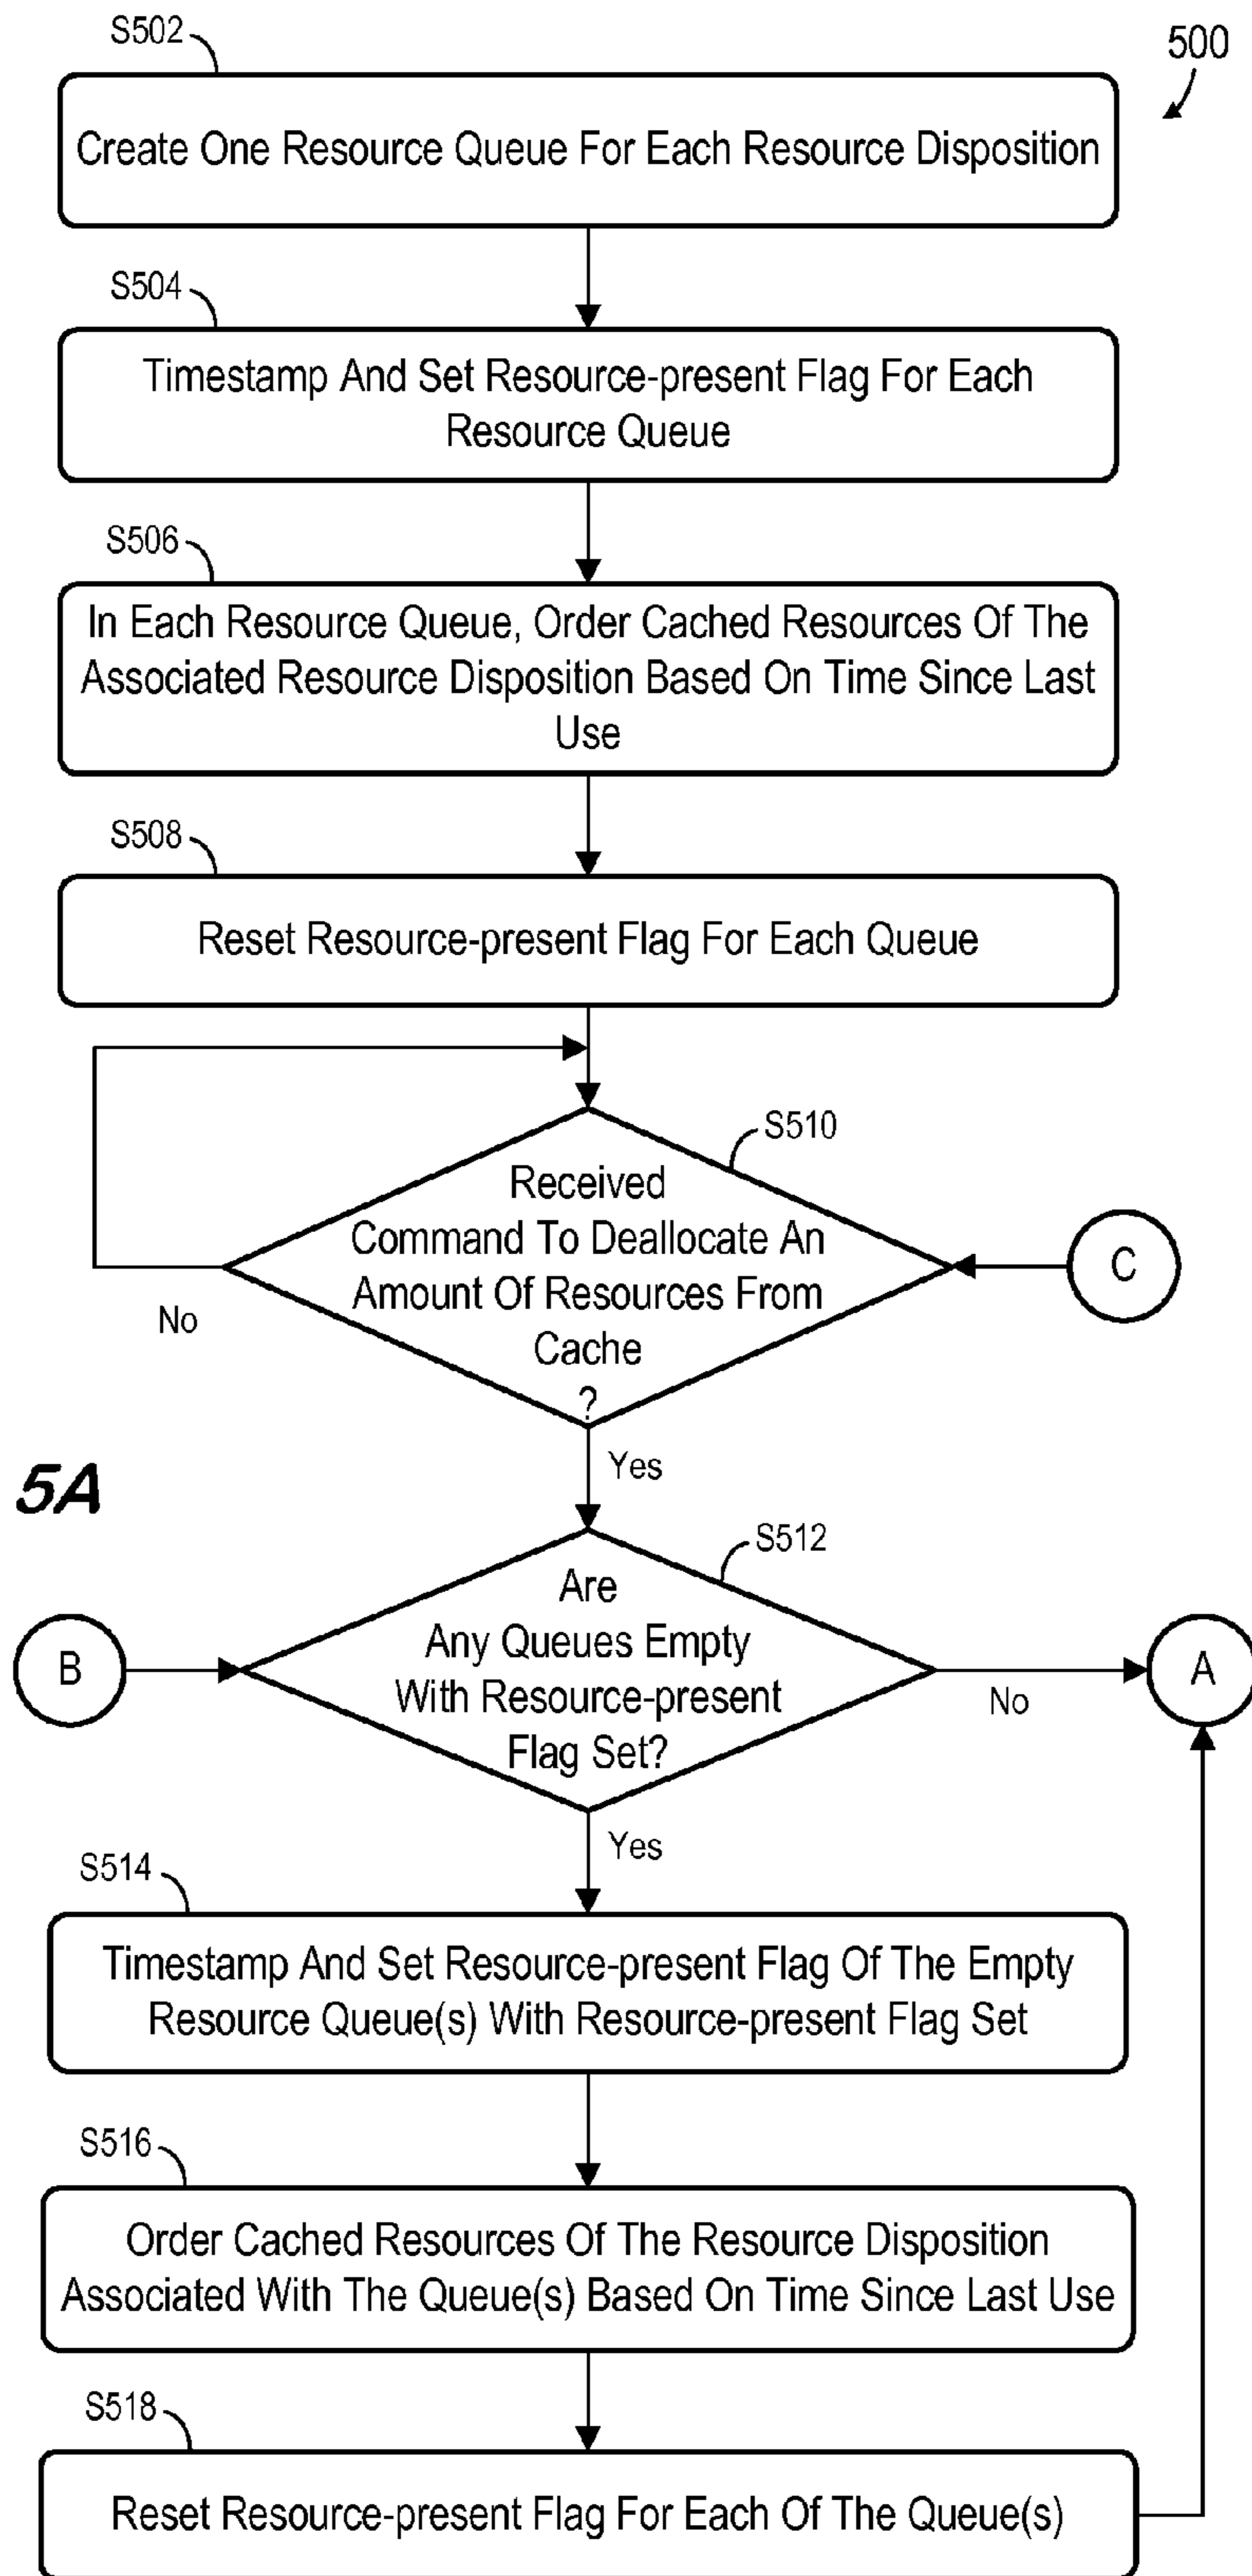 S502
500
Create One Resource Queue For Each Resource Disposition
S504
Timestamp And Set Resource-present Flag For Each
Resource Queue
S506
In Each Resource Queue, Order Cached Resources Of The
Associated Resource Disposition Based On Time Since Last
Use
S508
Reset Resource-present Flag For Each Queue
S510
Received
Command To Deallocate An
Amount Of Resources From
Cache
?
C
No
Yes
5A
S512
Are
Any Queues Empty
With Resource-present
Flag Set?
B
A
No
Yes
S514
Timestamp And Set Resource-present Flag Of The Empty
Resource Queue(s) With Resource-present Flag Set
S516
Order Cached Resources Of The Resource Disposition
Associated With The Queue(s) Based On Time Since Last Use
S518
Reset Resource-present Flag For Each Of The Queue(s)